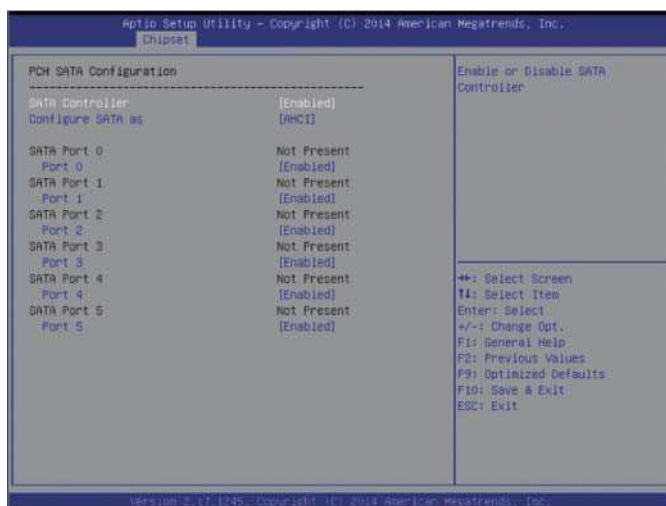 Aptio Setup Utility – Copyright (C) 2014 American Megatrends, Inc.
Chipset
PCH SATA Configuration
SATA Controller [Enabled]
Configure SATA as [AHCI]
SATA Port 0 Not Present
Port 0 [Enabled]
SATA Port 1 Not Present
Port 1 [Enabled]
SATA Port 2 Not Present
Port 2 [Enabled]
SATA Port 3 Not Present
Port 3 [Enabled]
SATA Port 4 Not Present
Port 4 [Enabled]
SATA Port 5 Not Present
Port 5 [Enabled]
Enable or Disable SATA
Controller
→←: Select Screen
↑↓: Select Item
Enter: Select
+/-: Change Opt.
F1: General Help
F2: Previous Values
F9: Optimized Defaults
F10: Save & Exit
ESC: Exit
Version 2.17.1245. Copyright (C) 2014 American Megatrends, Inc.